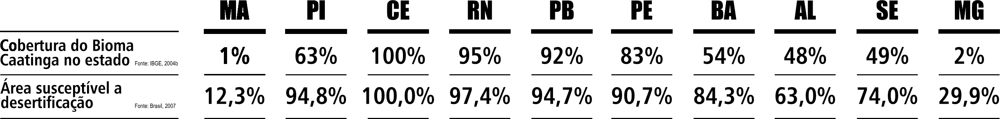 MA PI CE RN PB PE BA AL SE MG
Cobertura do Bioma
Caatinga no estado Fonte: IBGE, 2004b 1% 63% 100% 95% 92% 83% 54% 48% 49% 2%
Área susceptível a
desertificação Fonte: Brasil, 2007 12,3% 94,8% 100,0% 97,4% 94,7% 90,7% 84,3% 63,0% 74,0% 29,9%